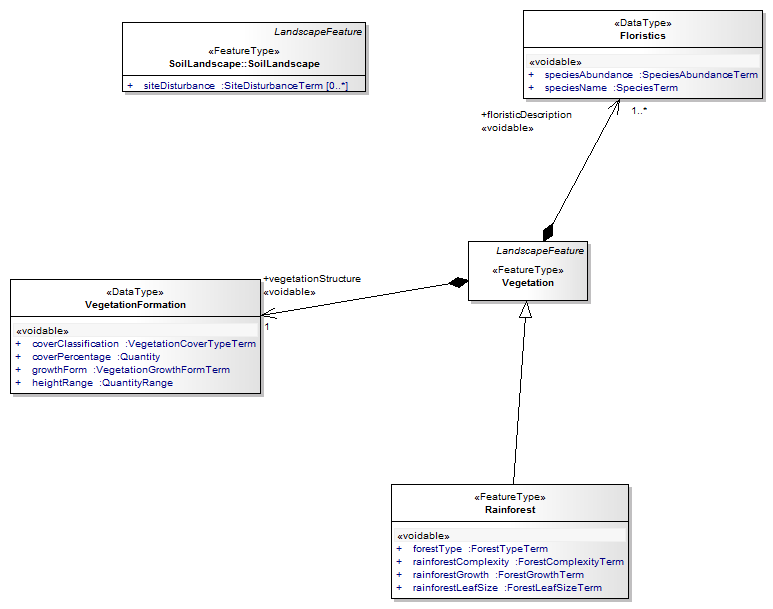 LandscapeFeature
«FeatureType»
SoilLandscape::SoilLandscape
+ siteDisturbance :SiteDisturbanceTerm [0..*]
«DataType»
Floristics
«voidable»
+ speciesAbundance :SpeciesAbundanceTerm
+ speciesName :SpeciesTerm
+floristicDescription
«voidable»
1..*
LandscapeFeature
«FeatureType»
Vegetation
+vegetationStructure
«voidable»
1
«DataType»
VegetationFormation
«voidable»
+ coverClassification :VegetationCoverTypeTerm
+ coverPercentage :Quantity
+ growthForm :VegetationGrowthFormTerm
+ heightRange :QuantityRange
«FeatureType»
Rainforest
«voidable»
+ forestType :ForestTypeTerm
+ rainforestComplexity :ForestComplexityTerm
+ rainforestGrowth :ForestGrowthTerm
+ rainforestLeafSize :ForestLeafSizeTerm